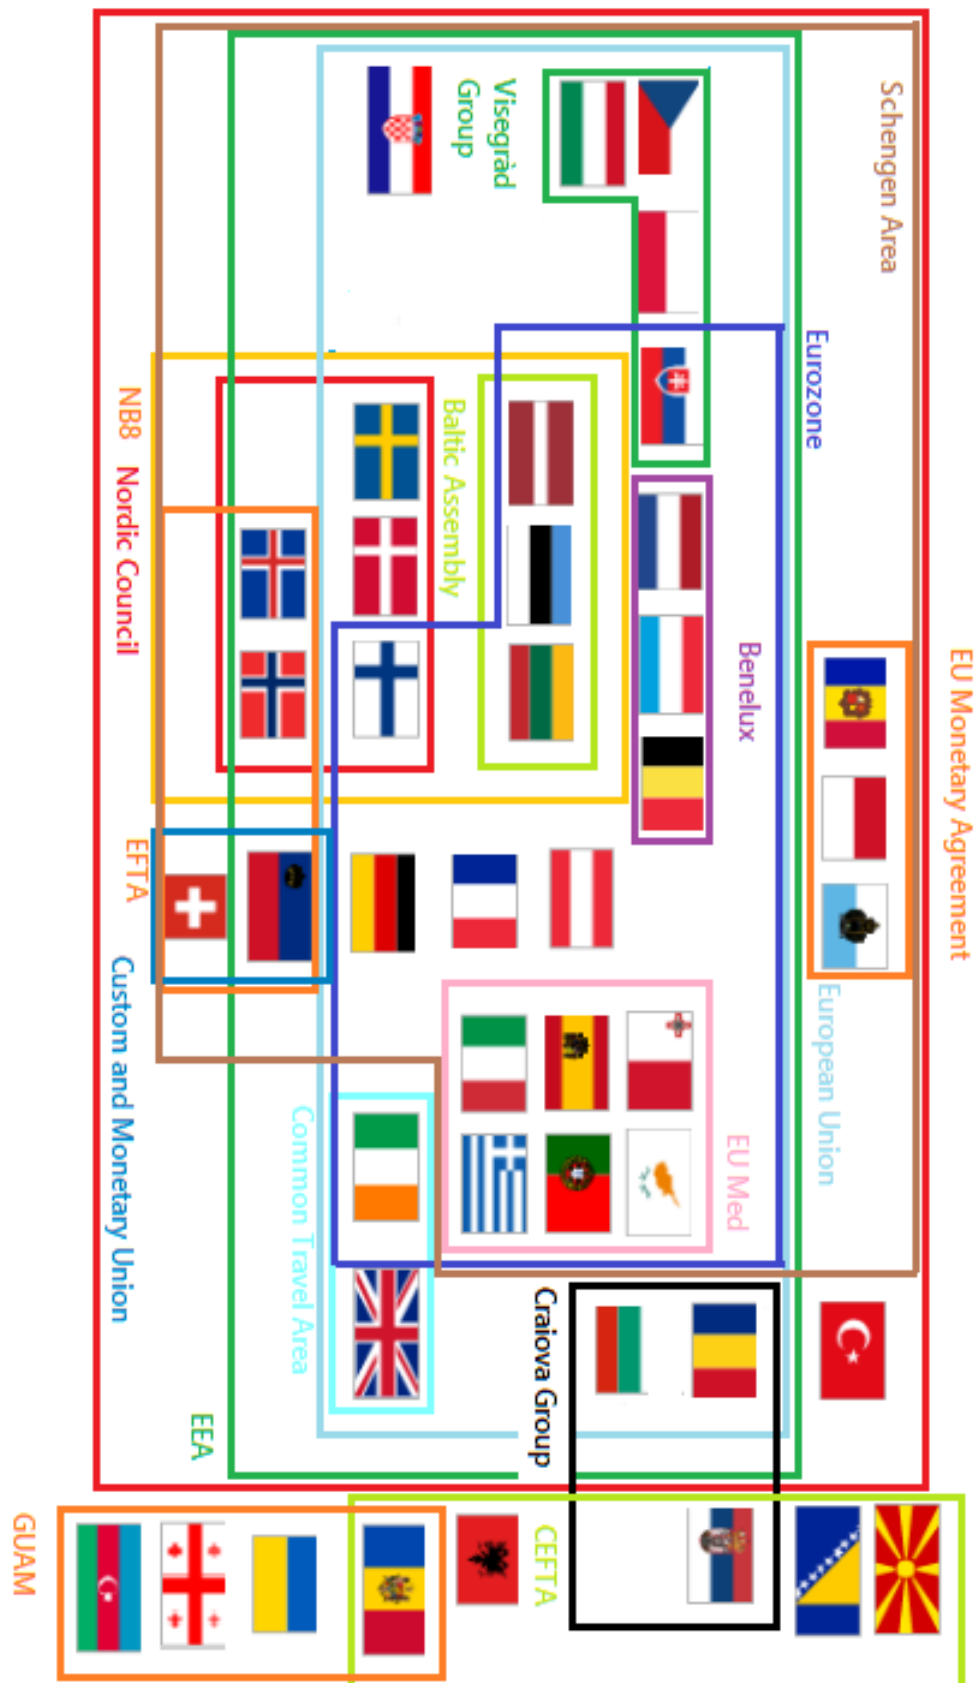 EU Monetary Agreement
Schengen Area
European Union
Eurozone
Benelux
EU Med
Visegràd
Group
Craiova Group
CEFTA
Baltic Assembly
Common Travel Area
EEA
NB8
Nordic Council
EFTA
Custom and Monetary Union
GUAM